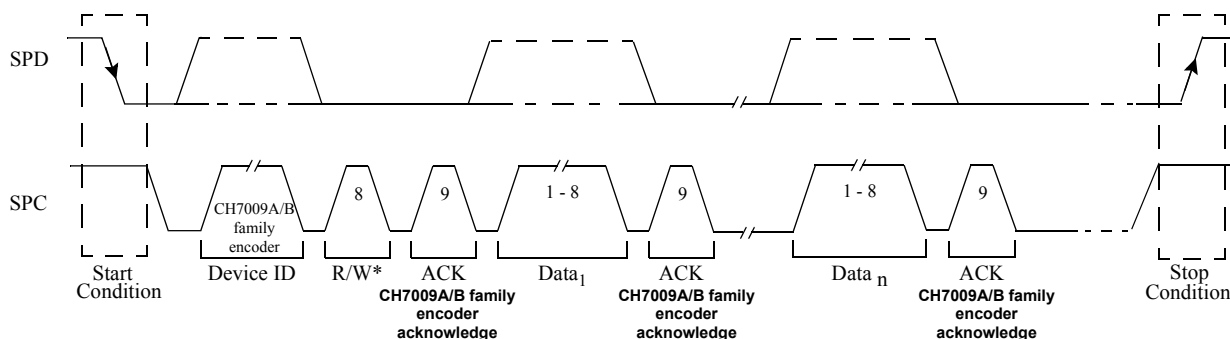 SPD
SPC
CH7009A/B
family
encoder
8
9
1 - 8
9
1 - 8
9
Start
Condition
Device ID
R/W*
ACK
CH7009A/B family
encoder
acknowledge
Data1
ACK
CH7009A/B family
encoder
acknowledge
Data n
ACK
CH7009A/B family
encoder
acknowledge
Stop
Condition